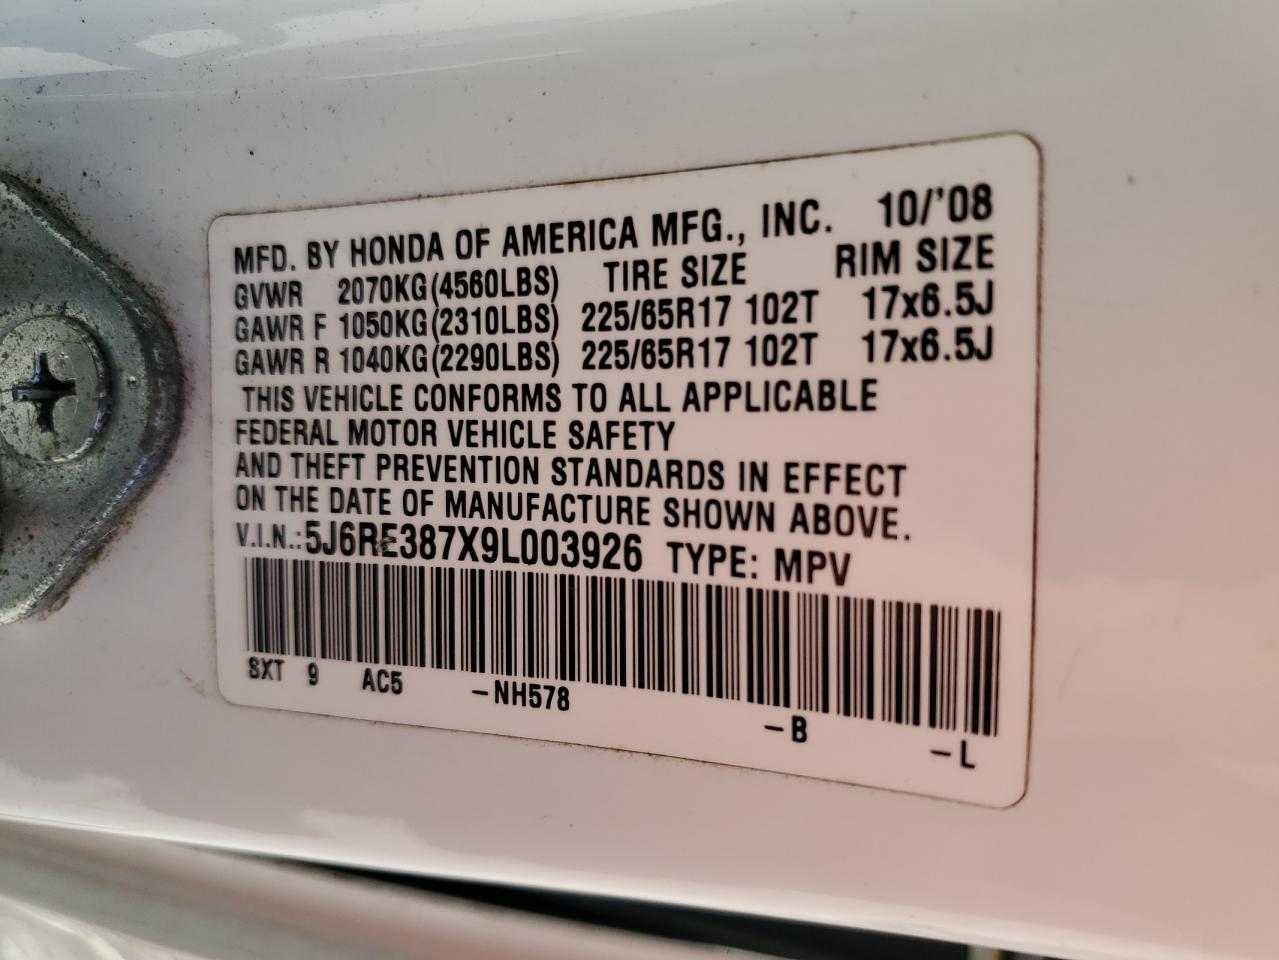 MFD. BY HONDA OF AMERICA MFG., INC. 10/'08
GVWR 2070KG(4560LBS) TIRE SIZE RIM SIZE
GAWR F 1050KG(2310LBS) 225/65R17 102T 17x6.5J
GAWR R 1040KG(2290LBS) 225/65R17 102T 17x6.5J
THIS VEHICLE CONFORMS TO ALL APPLICABLE
FEDERAL MOTOR VEHICLE SAFETY
AND THEFT PREVENTION STANDARDS IN EFFECT
ON THE DATE OF MANUFACTURE SHOWN ABOVE.
V.I.N.:5J6RE387X9L003926 TYPE: MPV
SXT 9 AC5 -NH578 -B -L